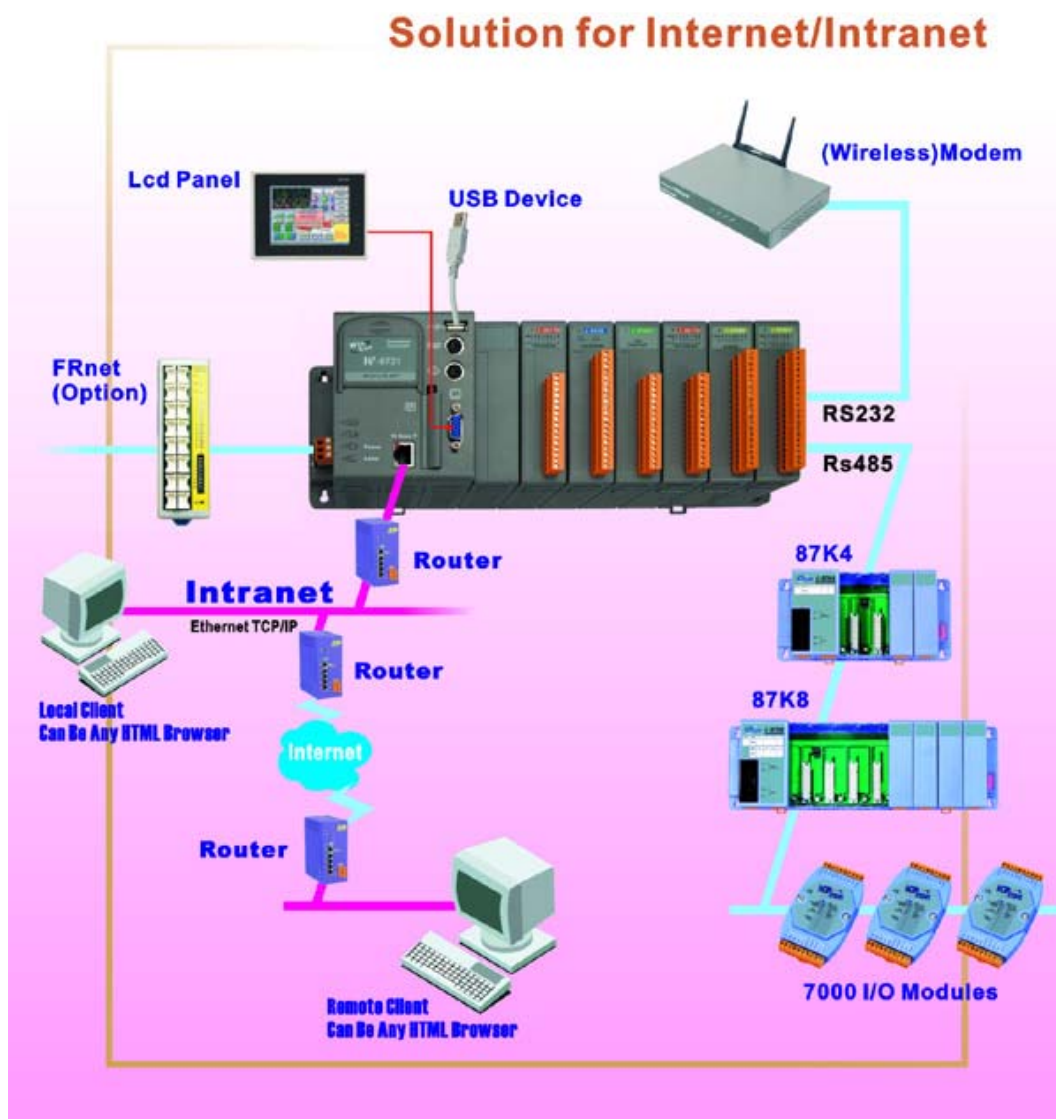 Solution for Internet/Intranet
(Wireless)Modem
Lcd Panel
USB Device
FRnet
(Option)
RS232
Rs485
Router
87K4
Intranet
Ethernet TCP/IP
Router
87K8
Local Client
Can Be Any HTML Browser
Internet
Router
7000 I/O Modules
Remote Client
Can Be Any HTML Browser